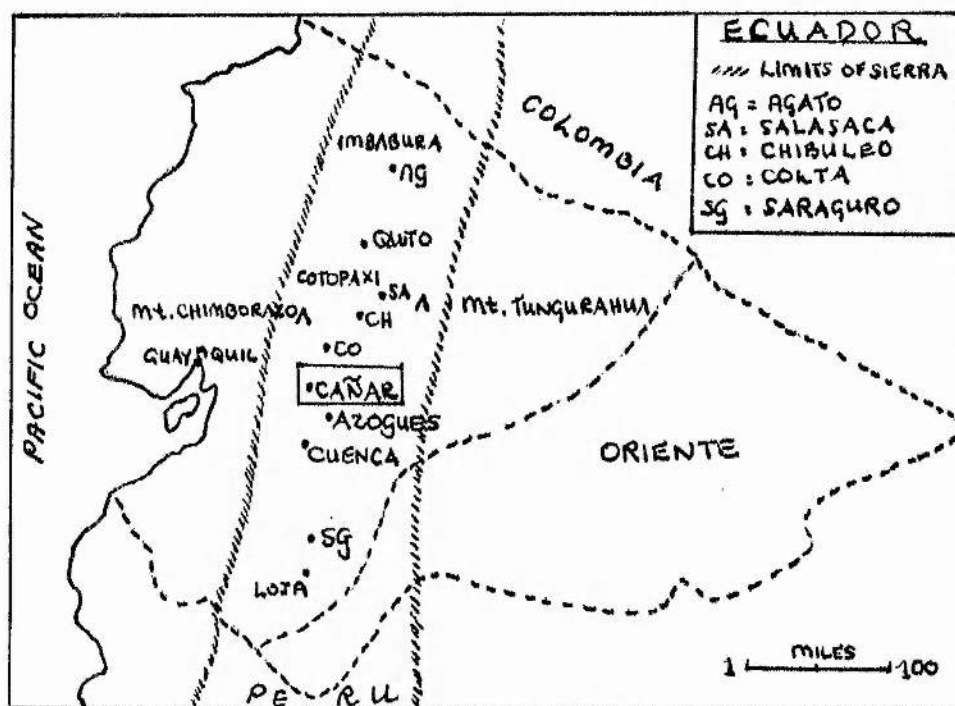 ECUADOR
LIMITS OF SIERRA
AG = AGATO
SA : SALASACA
CH : CHIBULEO
CO : COLTA
SG : SARAGURO
COLOMBIA
IMBABURA
AG
QUITO
COTOPAXI
SA
Mt. CHIMBORAZO
CH
Mt. TUNGURAHUA
GUAYAQUIL
CO
CAÑAR
AZOGUES
CUENCA
ORIENTE
PACIFIC OCEAN
SG
LOJA
PERU
MILES
1 100